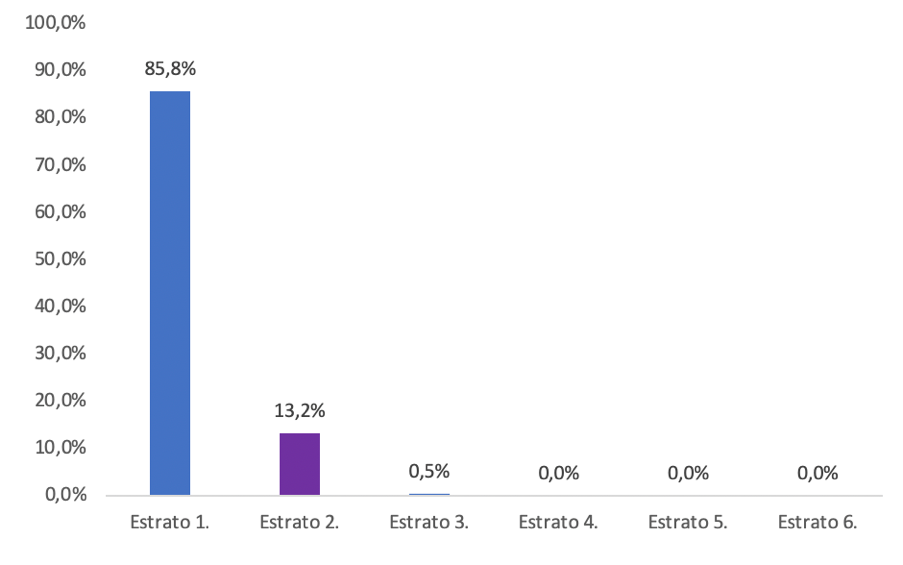 100,0%
90,0%
80,0%
70,0%
60,0%
50,0%
40,0%
30,0%
20,0%
10,0%
0,0%
85,8%
13,2%
0,5%
0,0%
0,0%
0,0%
Estrato 1.
Estrato 2.
Estrato 3.
Estrato 4.
Estrato 5.
Estrato 6.